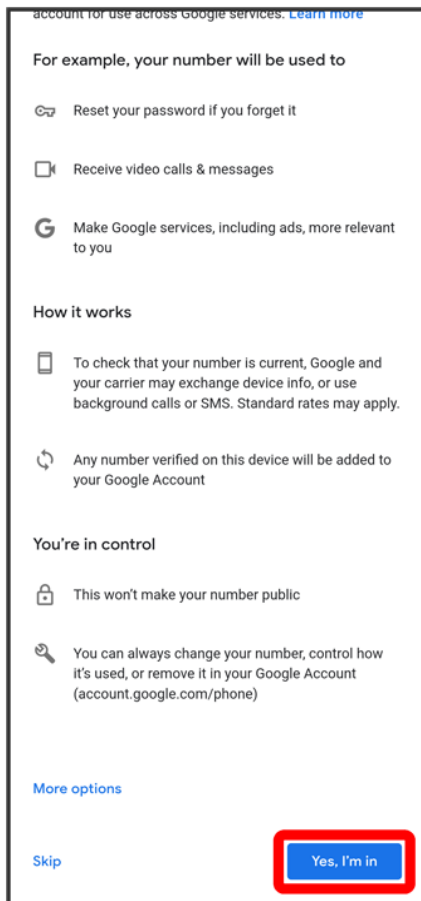 account for use across Google services. Learn more
For example, your number will be used to
Reset your password if you forget it
Receive video calls & messages
Make Google services, including ads, more relevant
to you
How it works
To check that your number is current, Google and
your carrier may exchange device info, or use
background calls or SMS. Standard rates may apply.
Any number verified on this device will be added to
your Google Account
You're in control
This won't make your number public
You can always change your number, control how
it's used, or remove it in your Google Account
(account.google.com/phone)
More options
Skip
Yes, I'm in